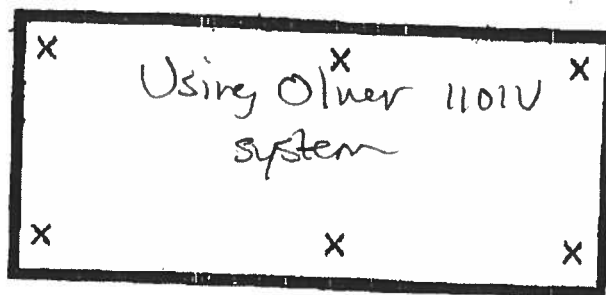 X X X
Using Olner 1101V
system
X X X